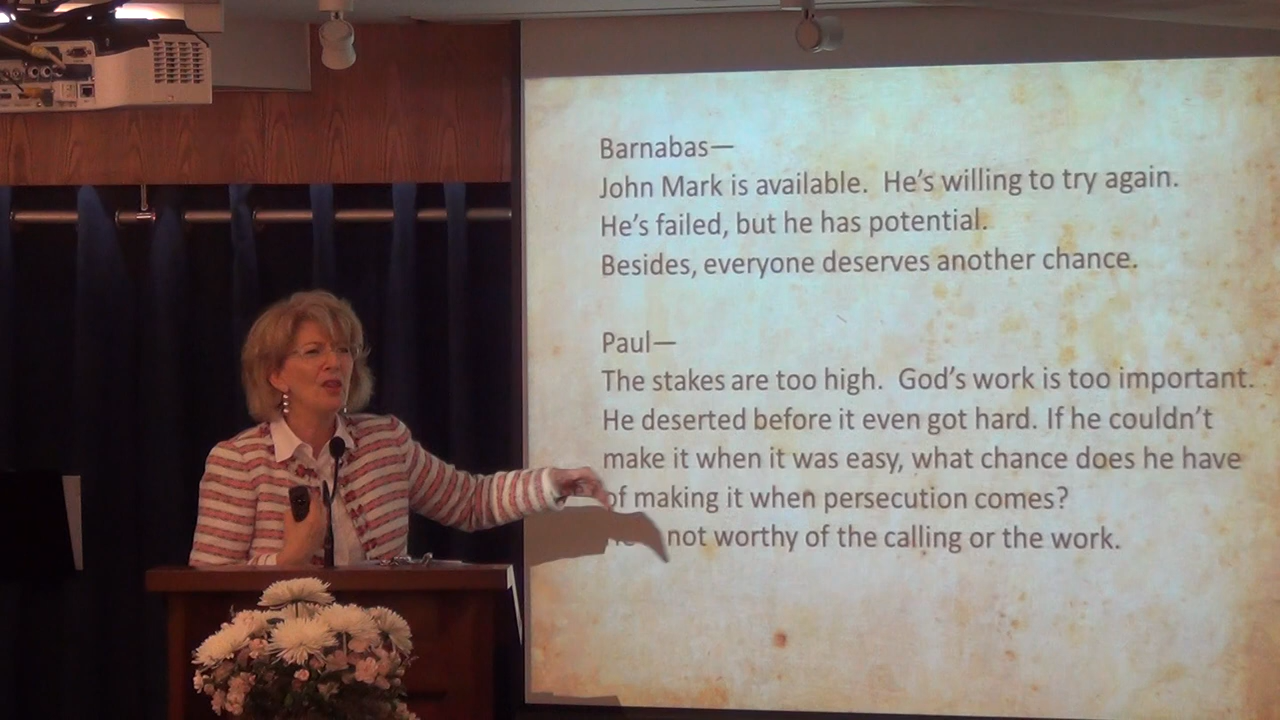 Barnabas—
John Mark is available. He's willing to try again.
He's failed, but he has potential.
Besides, everyone deserves another chance.
Paul—
The stakes are too high. God's work is too important.
He deserted before it even got hard. If he couldn't
make it when it was easy, what chance does he have
of making it when persecution comes?
not worthy of the calling or the work.